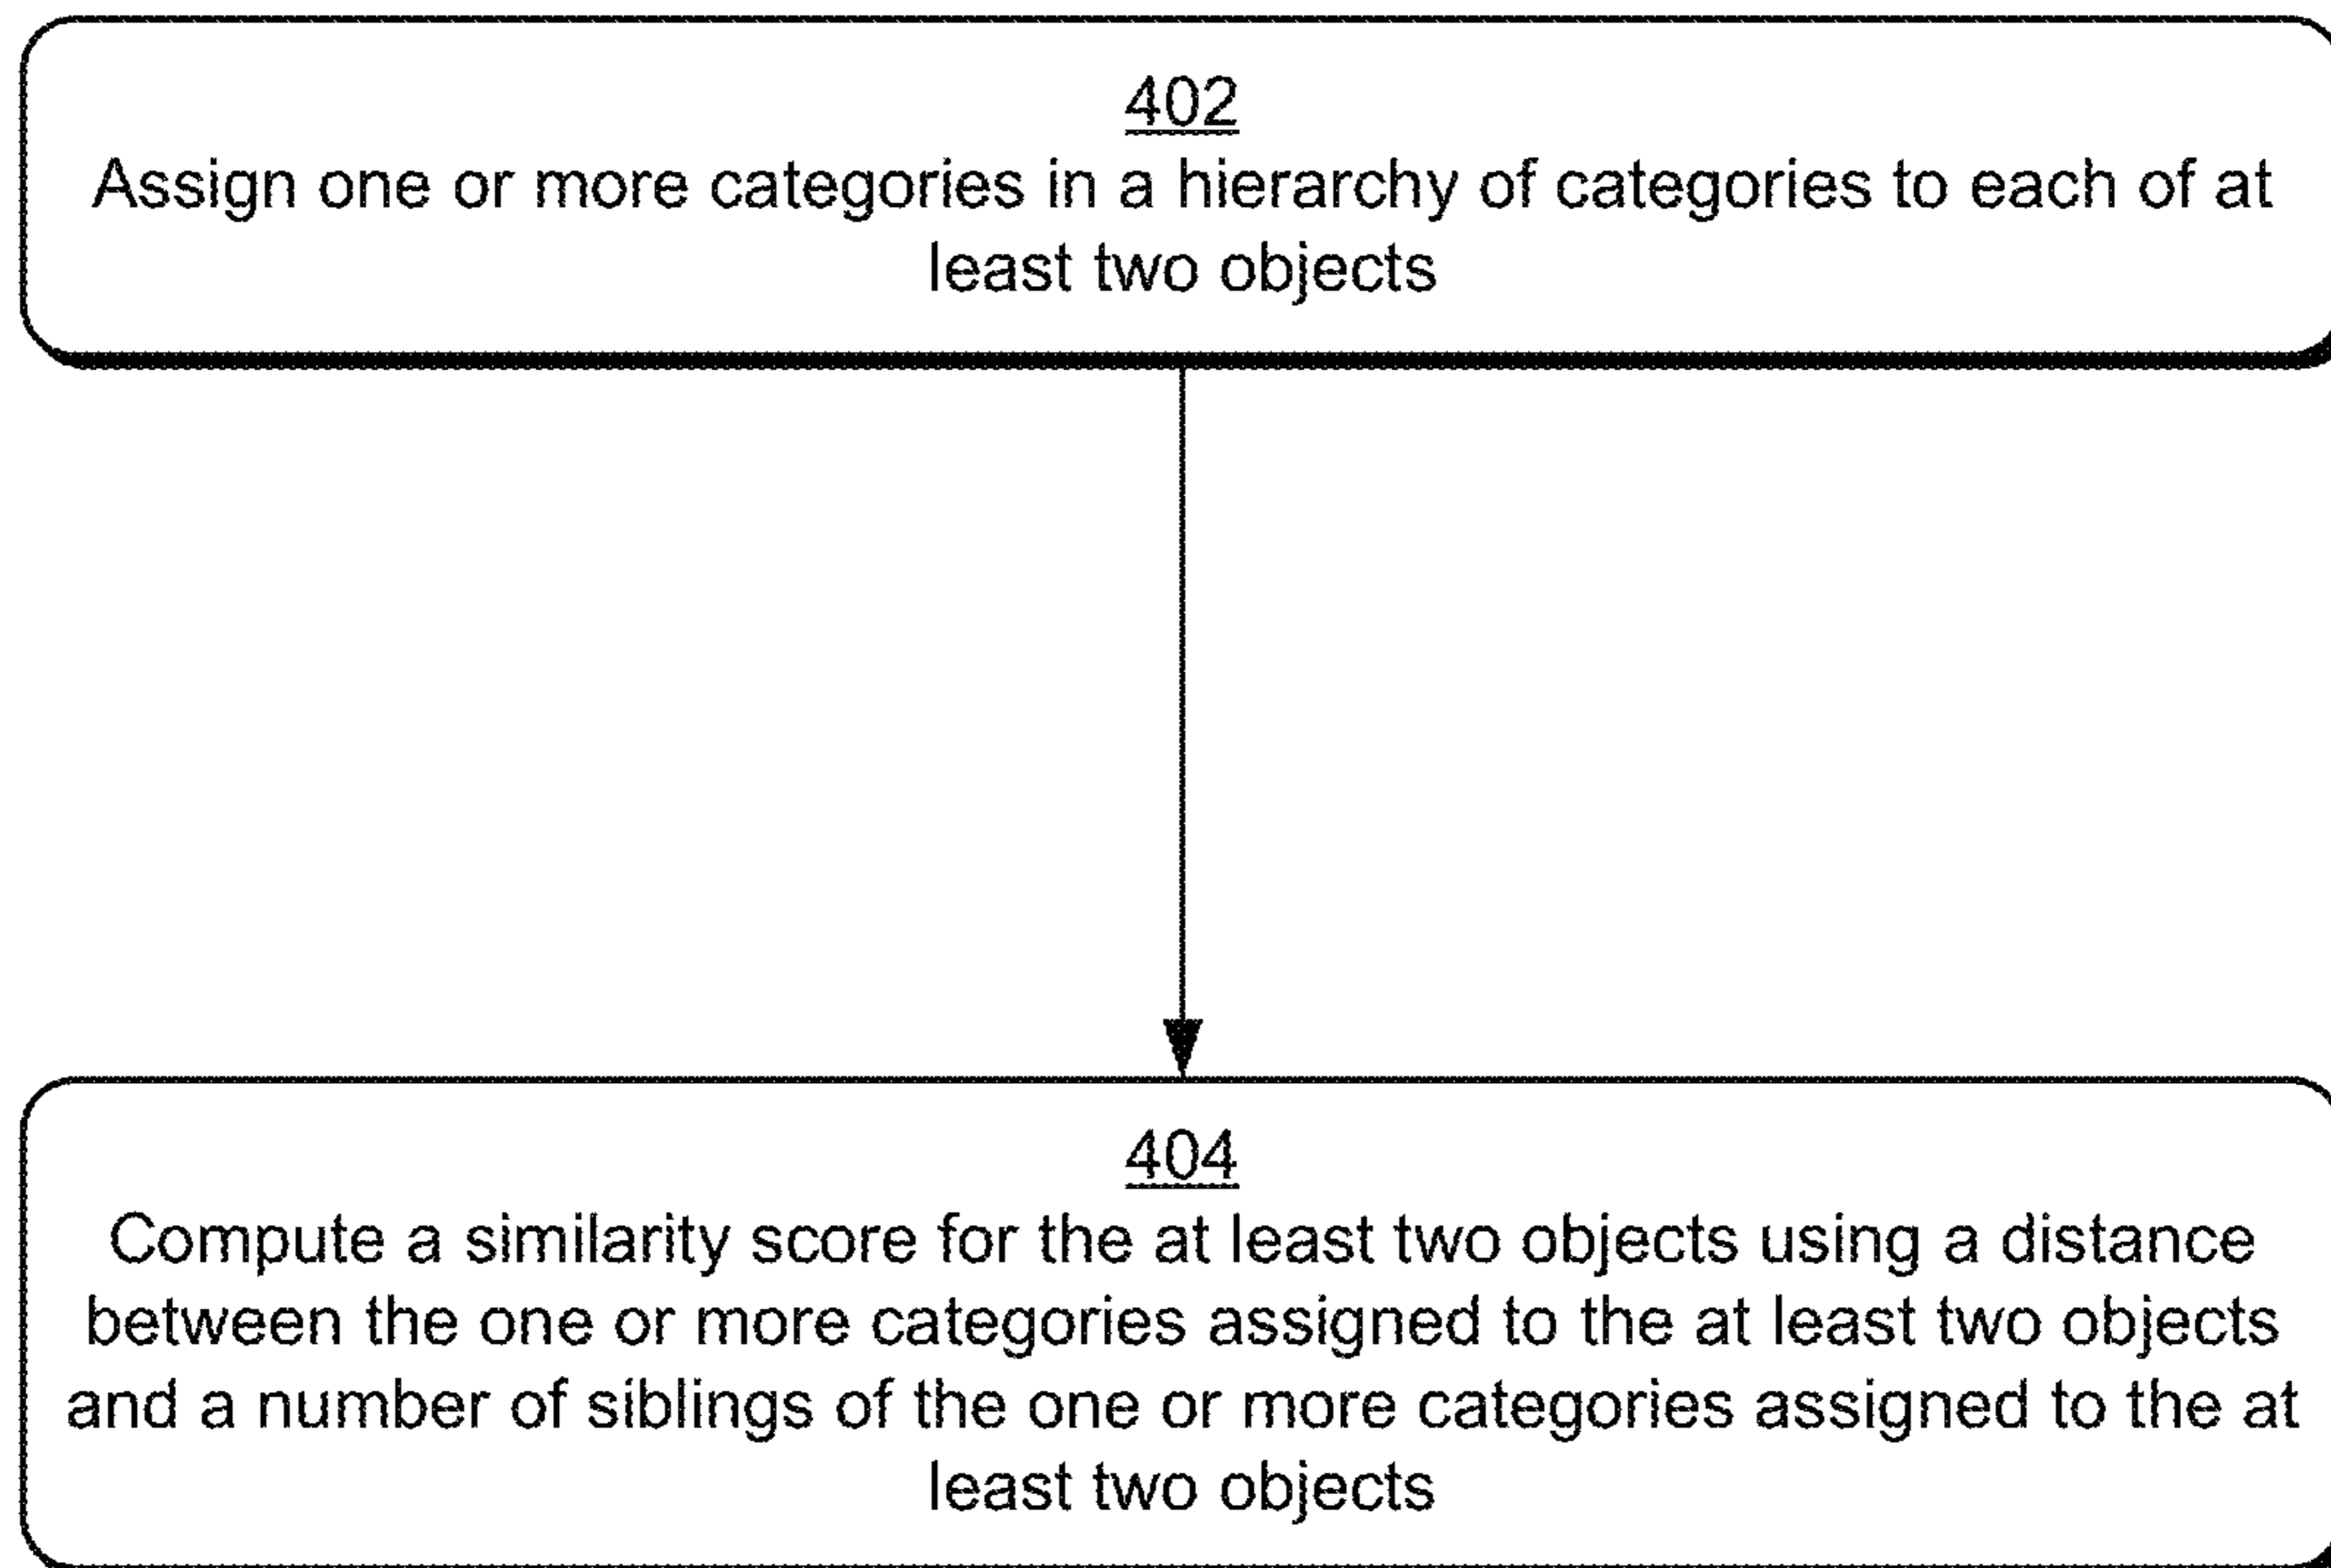 402
Assign one or more categories in a hierarchy of categories to each of at
least two objects
404
Compute a similarity score for the at least two objects using a distance
between the one or more categories assigned to the at least two objects
and a number of siblings of the one or more categories assigned to the at
least two objects